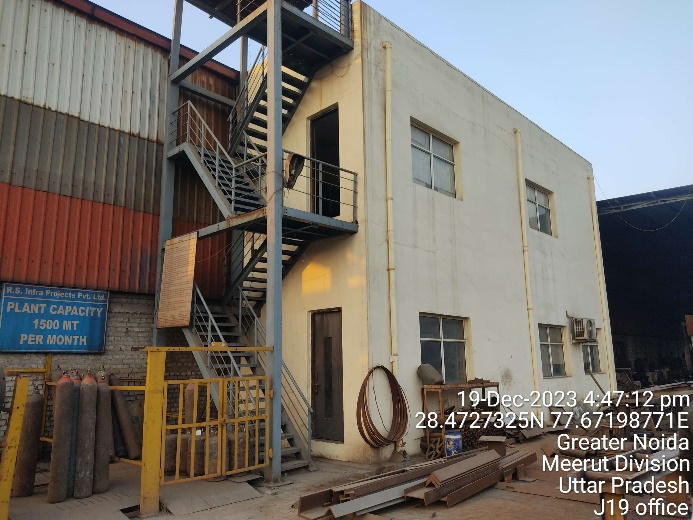 R.S. Infra Projects Pvt. Ltd.
PLANT CAPACITY
1500 MT
PER MONTH
19-Dec-2023 4:47:12 pm
28.4727325N 77.67198771E
Greater Noida
Meerut Division
Uttar Pradesh
J19 office